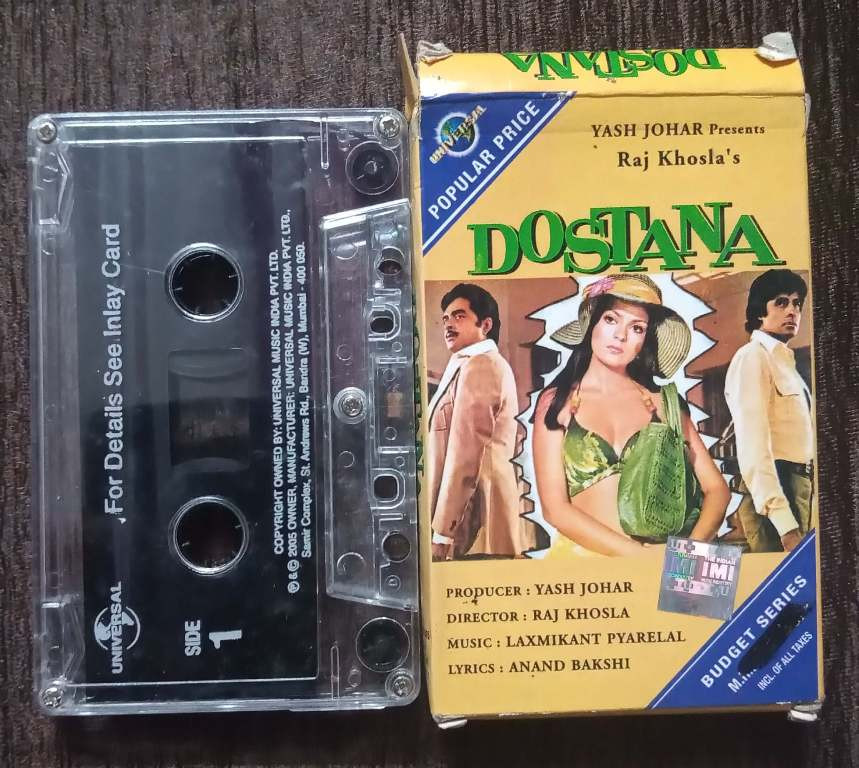 For Details See Inlay Card
UNIVERSAL
SIDE
1
COPYRIGHT OWNED BY: UNIVERSAL MUSIC INDIA PVT. LTD.
℗ & © 2005 OWNER, MANUFACTURER: UNIVERSAL MUSIC INDIA PVT. LTD.,
Samir Complex, St. Andrews Rd., Bandra (W), Mumbai - 400 050.
DOSTANA
UNIVERSAL
POPULAR PRICE
YASH JOHAR Presents
Raj Khosla's
DOSTANA
IMI
PRODUCER : YASH JOHAR
DIRECTOR : RAJ KHOSLA
MUSIC : LAXMIKANT PYARELAL
LYRICS : ANAND BAKSHI
BUDGET SERIES
INCL. OF ALL TAXES